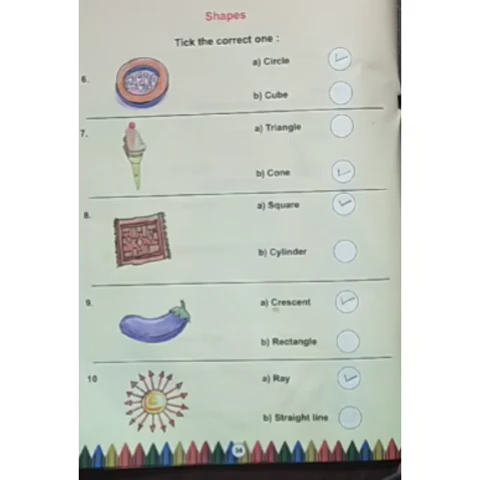 Shapes
Tick the correct one :
6.
a) Circle
b) Cube
7.
a) Triangle
b) Cone
8.
a) Square
b) Cylinder
9.
a) Crescent
b) Rectangle
10
a) Ray
b) Straight line
34